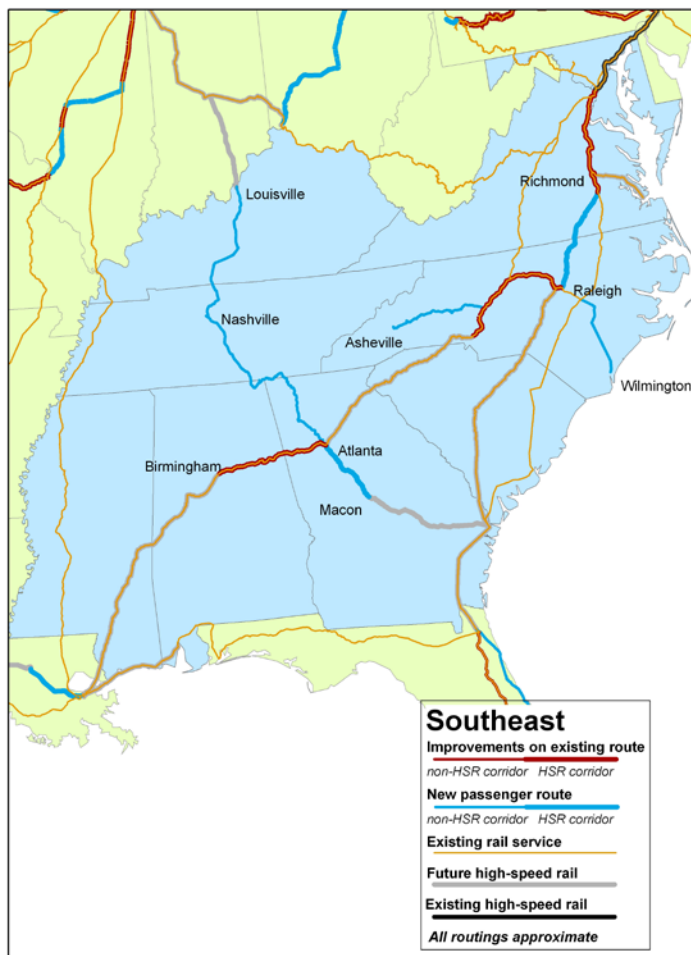 Louisville
Richmond
Nashville
Raleigh
Asheville
Wilmington
Birmingham
Atlanta
Macon
Southeast
Improvements on existing route
non-HSR corridor HSR corridor
New passenger route
non-HSR corridor HSR corridor
Existing rail service
Future high-speed rail
Existing high-speed rail
All routings approximate